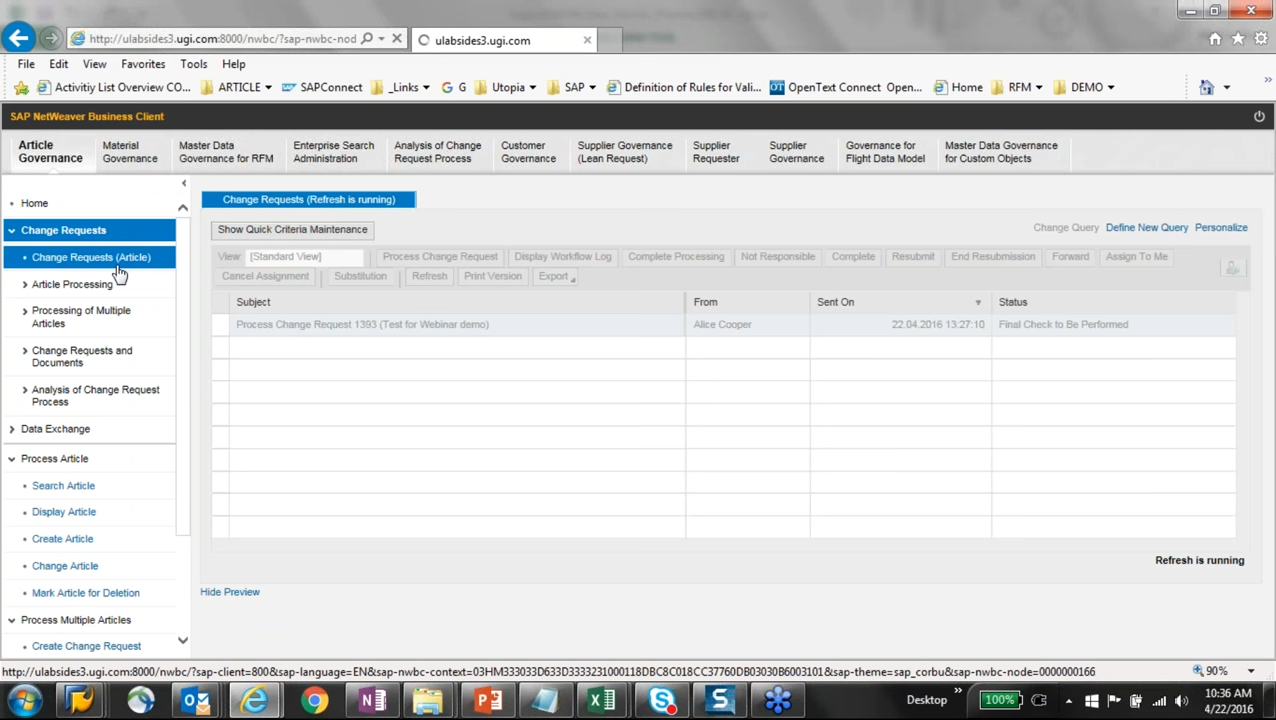 http://ulabsides3.ugi.com:8000/nwbc/?sap-nwbc-nod
ulabsides3.ugi.com
File Edit View Favorites Tools Help
Activitiy List Overview CO... ARTICLE SAPConnect _Links G Utopia SAP Definition of Rules for Vali... OT OpenText Connect Open... Home RFM DEMO
SAP NetWeaver Business Client
Article Governance
Material Governance
Master Data Governance for RFM
Enterprise Search Administration
Analysis of Change Request Process
Customer Governance
Supplier Governance (Lean Request)
Supplier Requester
Supplier Governance
Governance for Flight Data Model
Master Data Governance for Custom Objects
Home
Change Requests
Change Requests (Article)
Article Processing
Processing of Multiple
Articles
Change Requests and
Documents
Analysis of Change Request
Process
Data Exchange
Process Article
Search Article
Display Article
Create Article
Change Article
Mark Article for Deletion
Process Multiple Articles
Create Change Request
Change Requests (Refresh is running)
Show Quick Criteria Maintenance
Change Query Define New Query Personalize
View: [Standard View] Process Change Request Display Workflow Log Complete Processing Not Responsible Complete Resubmit End Resubmission Forward Assign To Me
Cancel Assignment Substitution Refresh Print Version Export
Subject From Sent On Status
Process Change Request 1393 (Test for Webinar demo) Alice Cooper 22.04.2016 13:27:10 Final Check to Be Performed
Refresh is running
Hide Preview
http://ulabsides3.ugi.com:8000/nwbc/?sap-client=800&sap-language=EN&sap-nwbc-context=03HM333033D633D3333231000118DBC8C018CC37760DB03030B6003101&sap-theme=sap_corbu&sap-nwbc-node=0000000166
90%
Desktop
100%
10:36 AM
4/22/2016